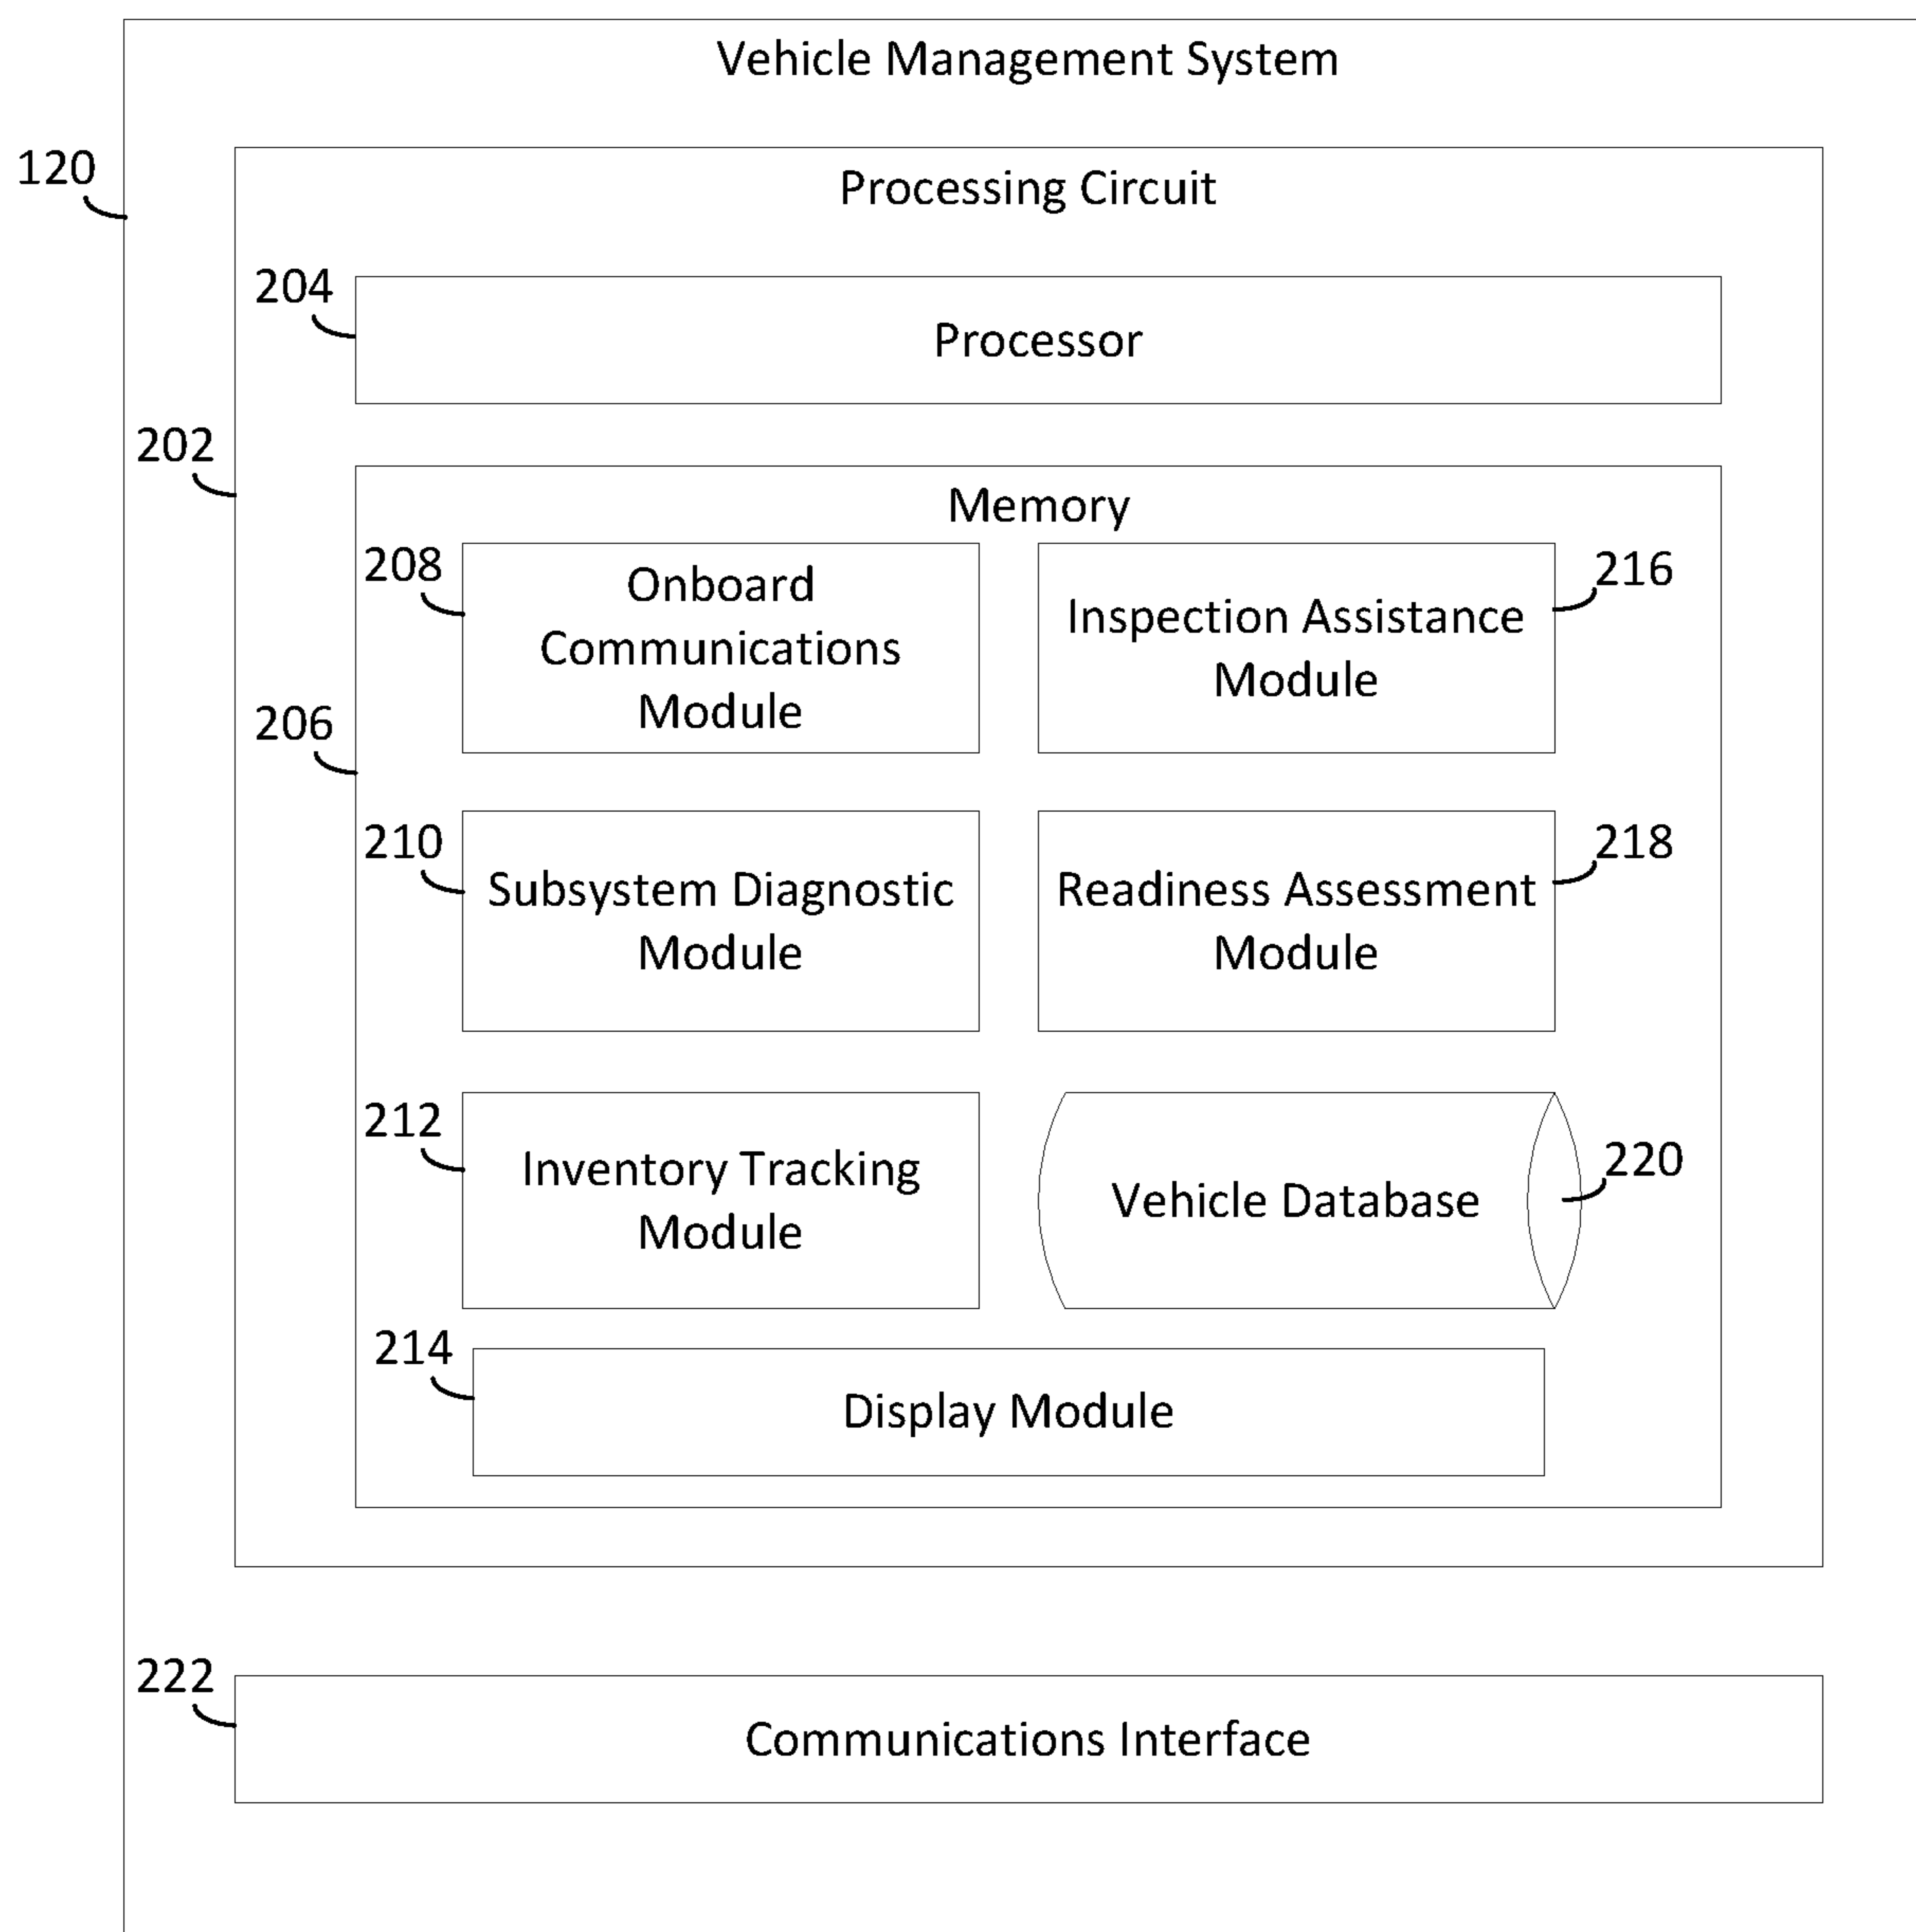 Vehicle Management System
120
Processing Circuit
204
Processor
202
Memory
208
Onboard
Communications
Module
216
Inspection Assistance
Module
206
210
Subsystem Diagnostic
Module
218
Readiness Assessment
Module
212
Inventory Tracking
Module
220
Vehicle Database
214
Display Module
222
Communications Interface